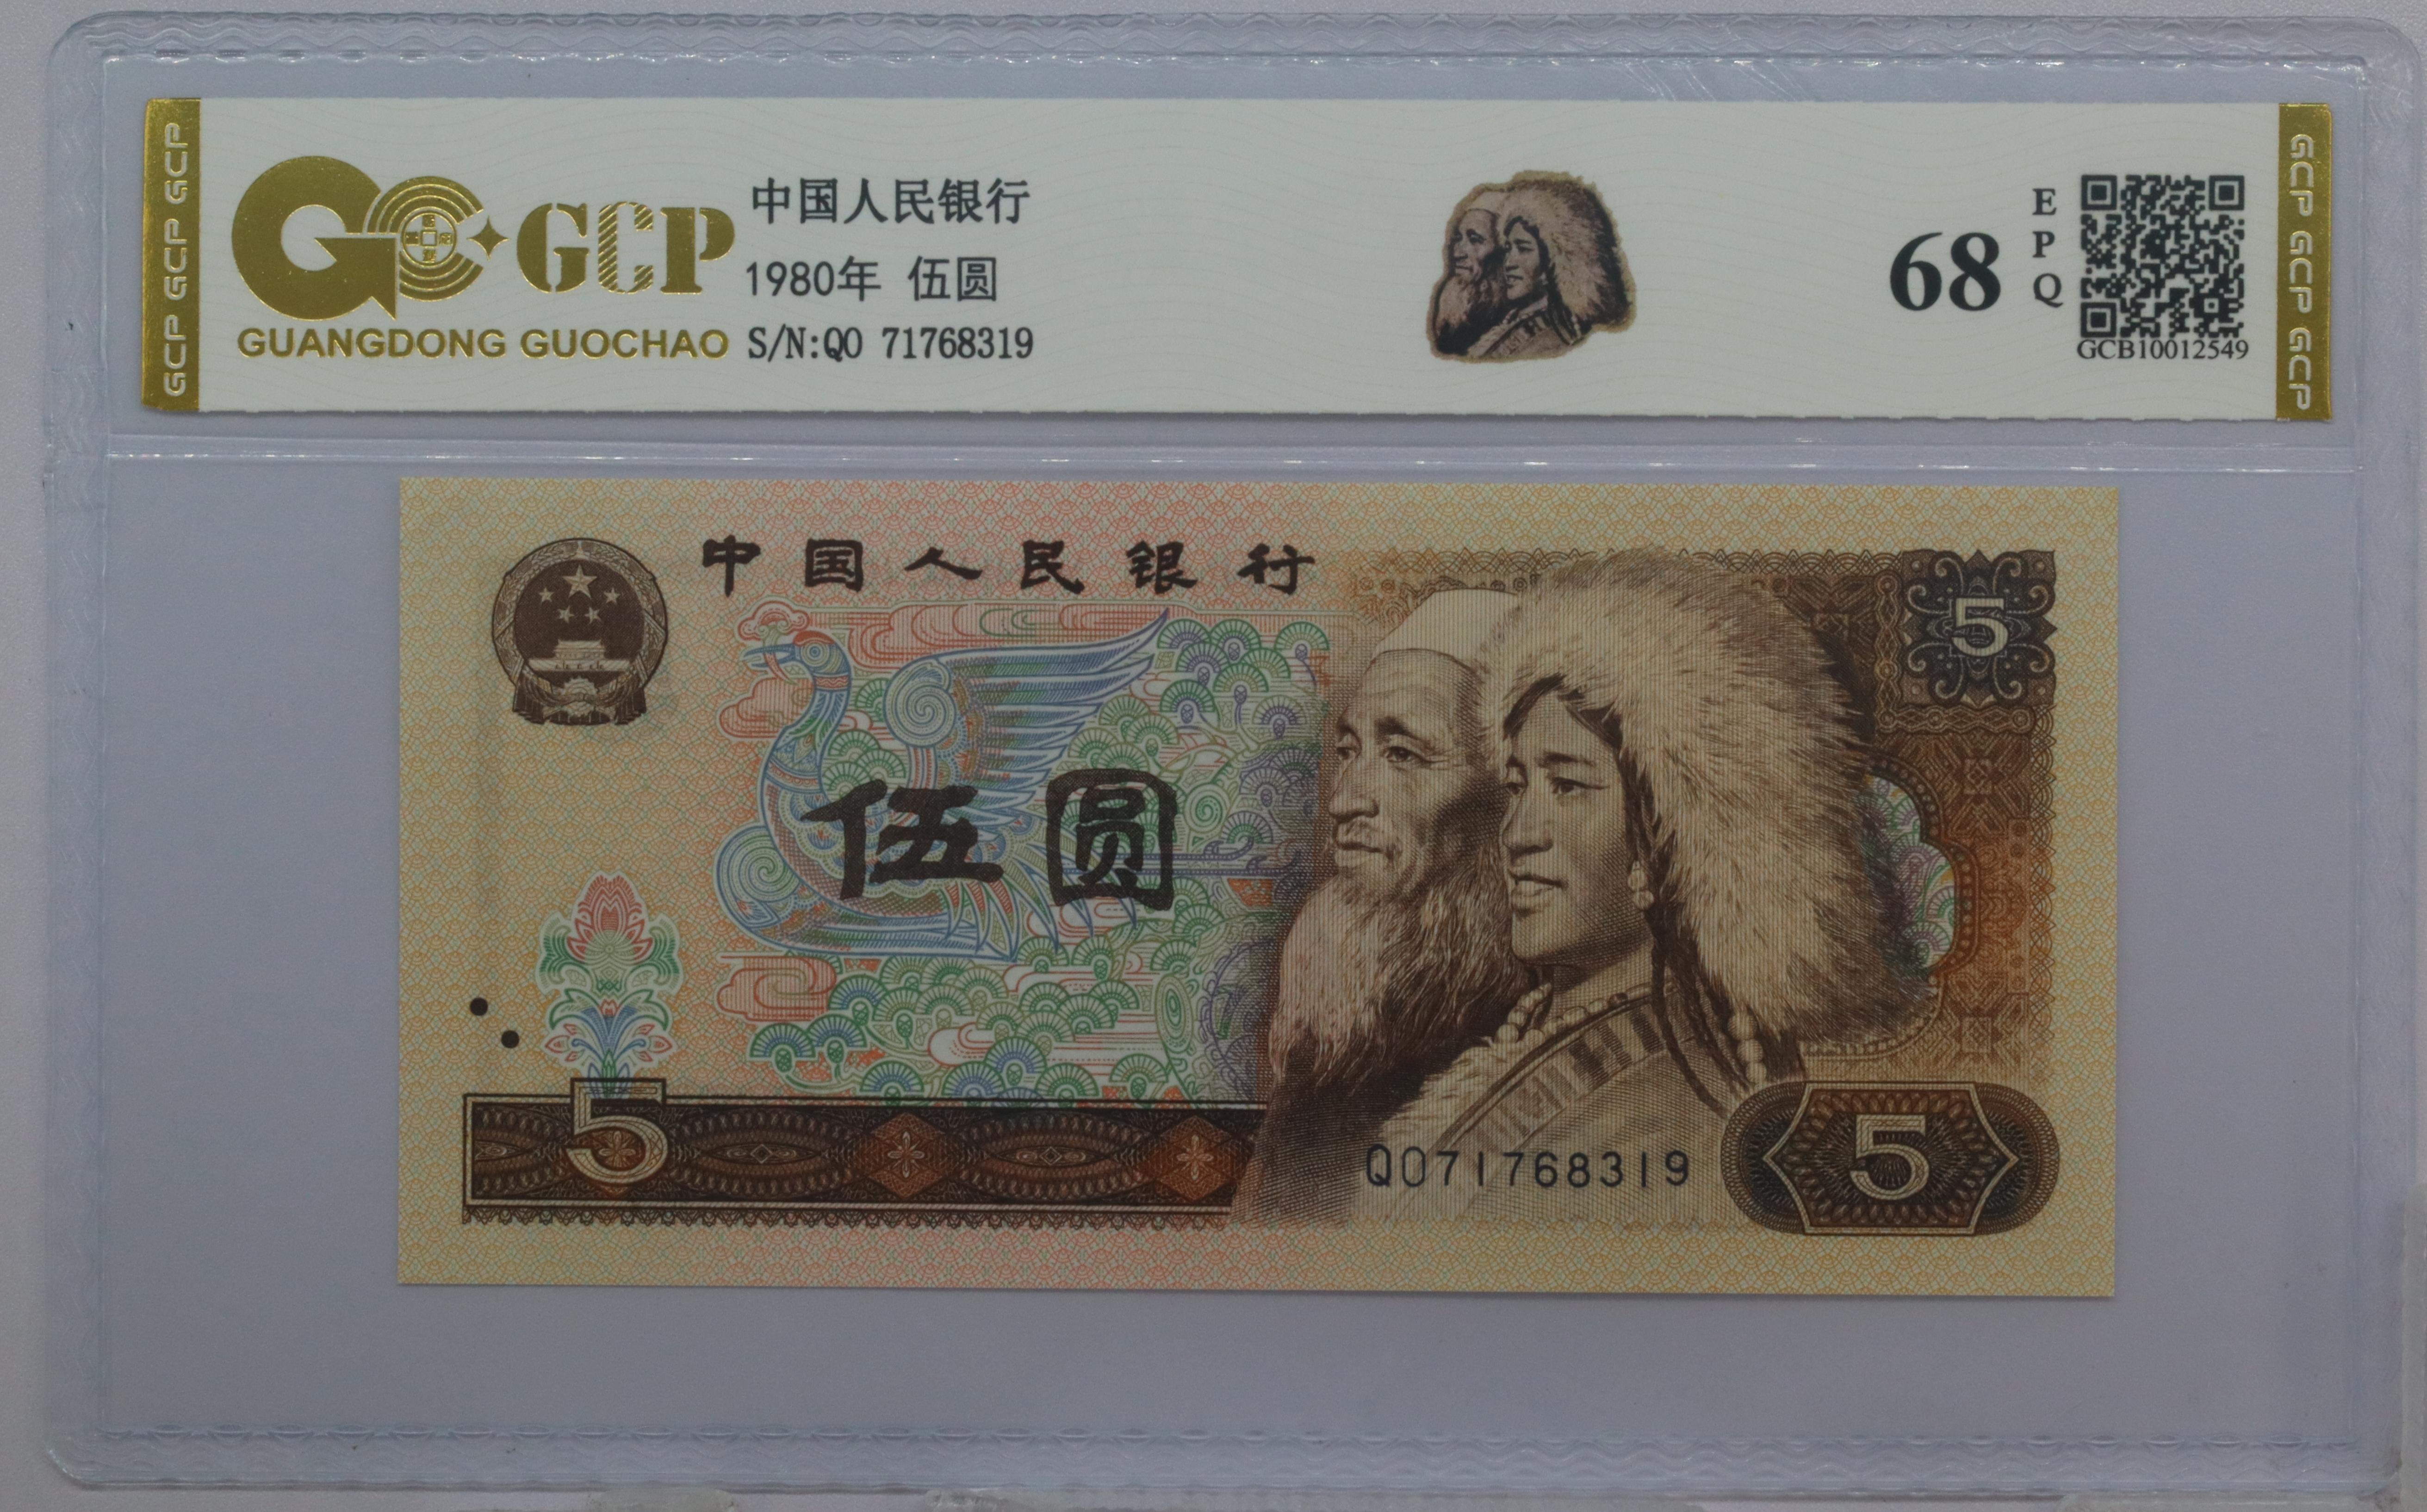 GCP GCP GCP
GCP
GUANGDONG GUOCHAO
中国人民银行
1980年 伍圆
S/N:Q0 71768319
68
E
P
Q
GCB10012549
GCP GCP GCP
中国人民银行
5
伍圆
5
Q071768319
5